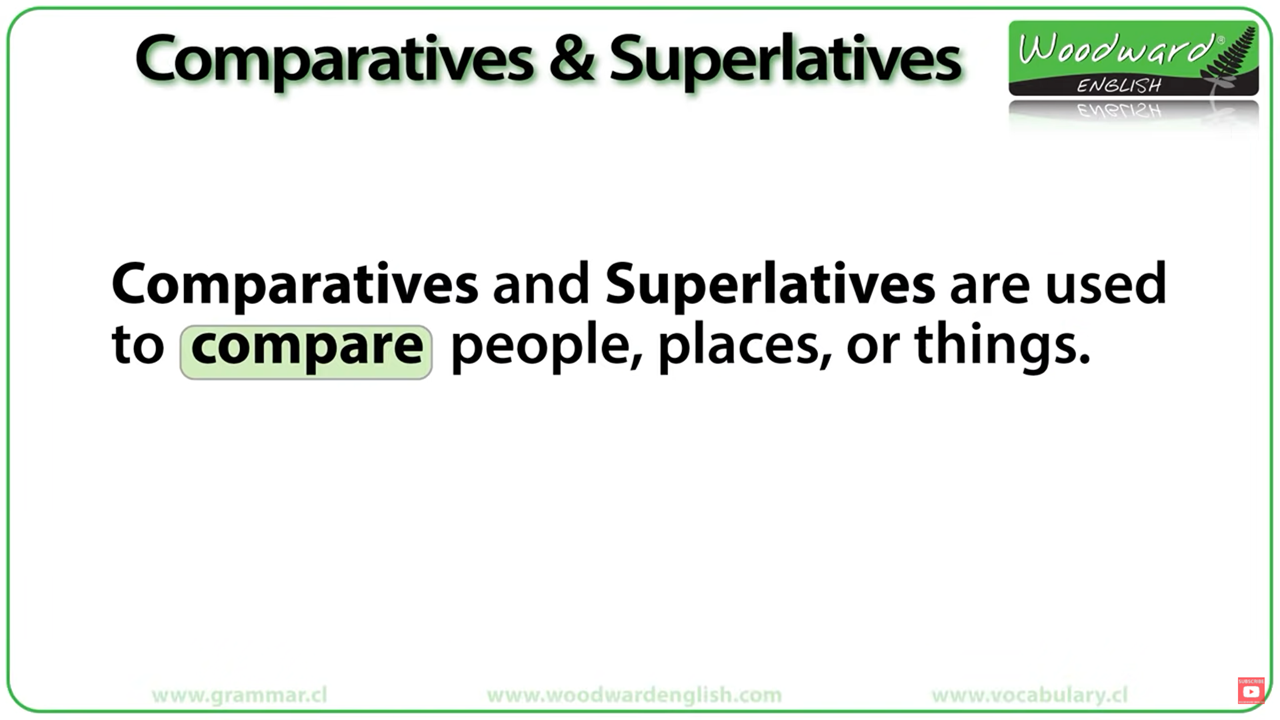 Comparatives & Superlatives
Woodward®
ENGLISH
Comparatives and Superlatives are used
to compare people, places, or things.
www.grammar.cl
www.woodwardenglish.com
www.vocabulary.cl
SUBSCRIBE